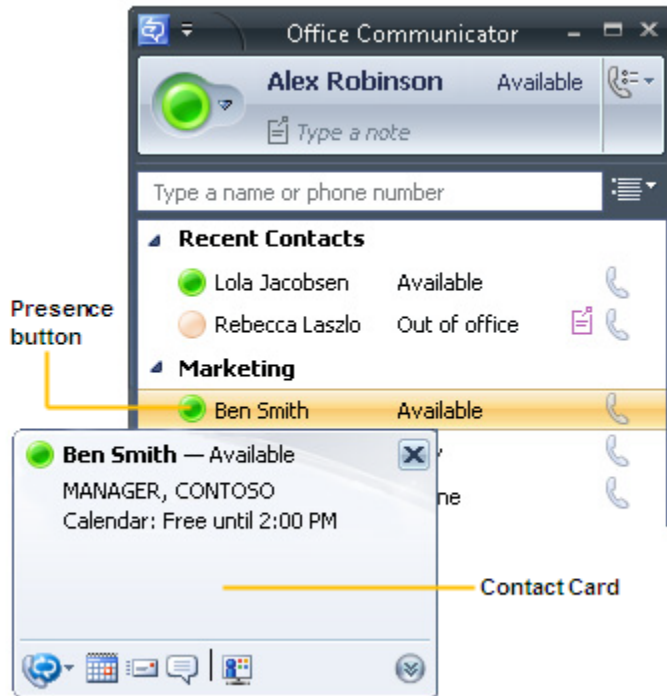 Office Communicator
Alex Robinson Available
Type a note
Type a name or phone number
Recent Contacts
Lola Jacobsen Available
Rebecca Laszlo Out of office
Presence
button
Marketing
Ben Smith Available
Ben Smith — Available
MANAGER, CONTOSO
Calendar: Free until 2:00 PM
Contact Card